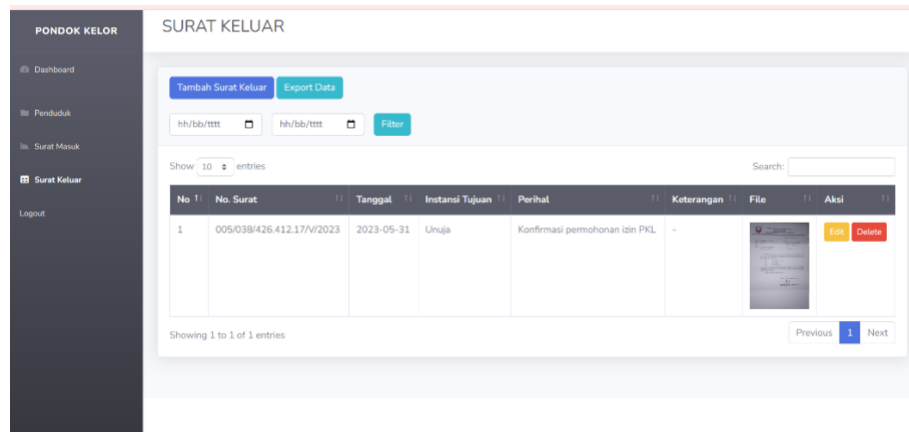 PONDOK KELOR
Dashboard
Penduduk
Surat Masuk
Surat Keluar
Logout
SURAT KELUAR
Tambah Surat Keluar Export Data
hh/bb/tttt hh/bb/tttt Filter
Show 10 entries Search:
No No. Surat Tanggal Instansi Tujuan Perihal Keterangan File Aksi
1 005/038/426.412.17/V/2023 2023-05-31 Unuja Konfirmasi permohonan izin PKL - Edit Delete
Showing 1 to 1 of 1 entries Previous 1 Next